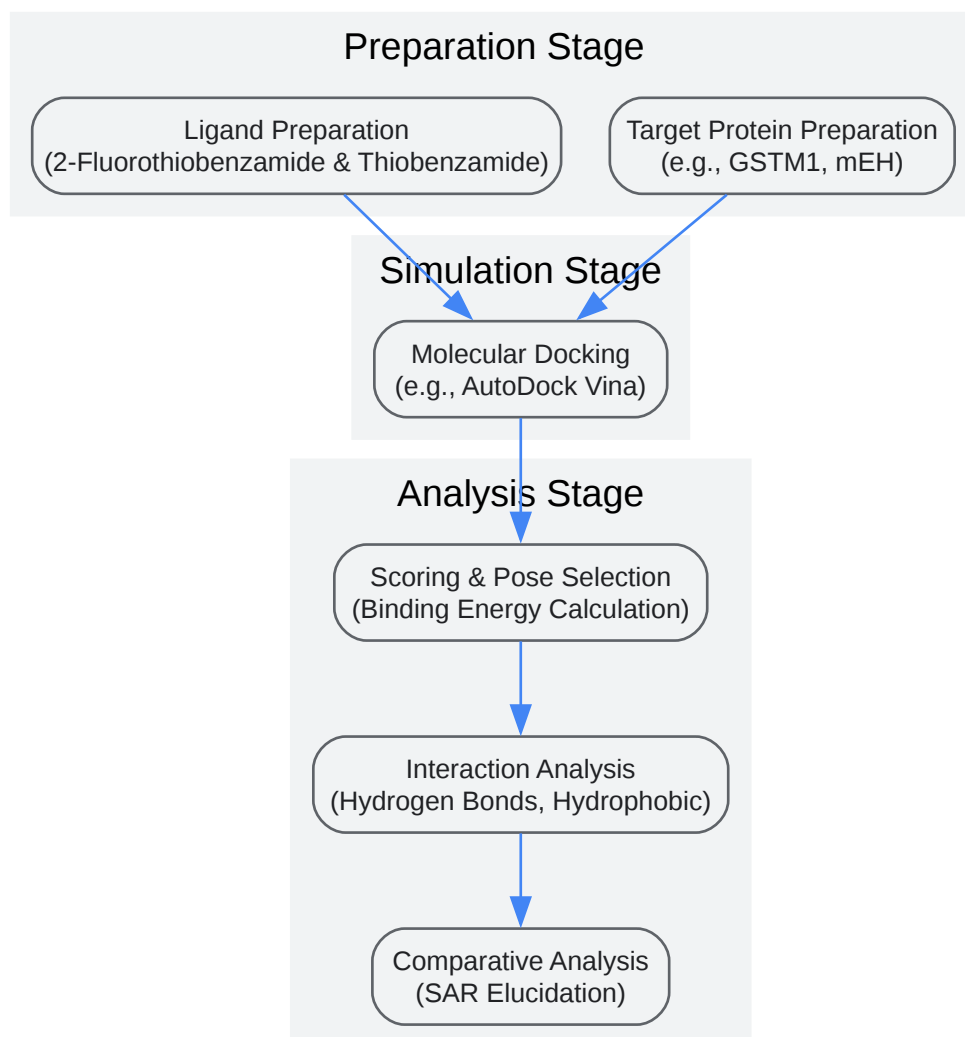 Preparation Stage
Ligand Preparation
(2-Fluorothiobenzamide & Thiobenzamide)
Target Protein Preparation
(e.g., GSTM1, mEH)
Simulation Stage
Molecular Docking
(e.g., AutoDock Vina)
Analysis Stage
Scoring & Pose Selection
(Binding Energy Calculation)
Interaction Analysis
(Hydrogen Bonds, Hydrophobic)
Comparative Analysis
(SAR Elucidation)